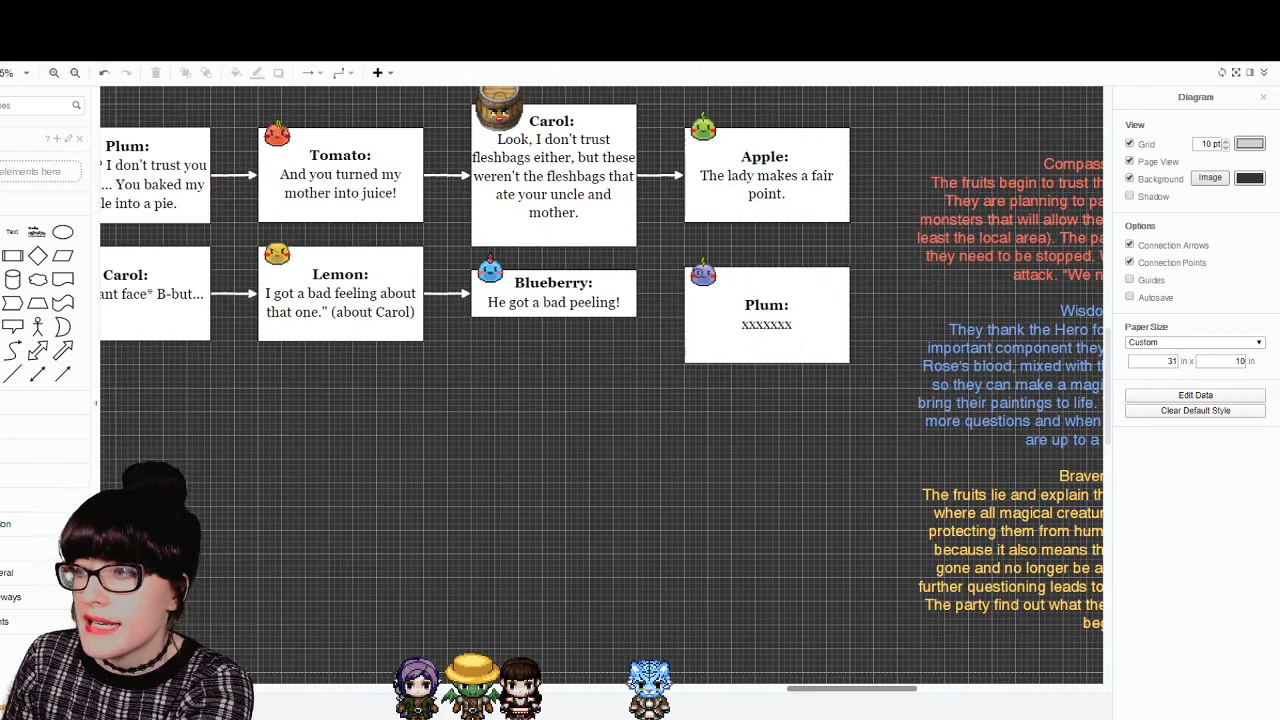 5%
pes
elements here
Text
Plum:
? I don't trust you
... You baked my
le into a pie.
Tomato:
And you turned my
mother into juice!
Carol:
Look, I don't trust
fleshbags either, but these
weren't the fleshbags that
ate your uncle and
mother.
Apple:
The lady makes a fair
point.
Carol:
ant face* B-but...
Lemon:
I got a bad feeling about
that one." (about Carol)
Blueberry:
He got a bad peeling!
Plum:
xxxxxxx
Compass
The fruits begin to trust th
They are planning to pa
monsters that will allow the
least the local area). The pa
they need to be stopped. W
attack. "We n
Wisdo
They thank the Hero fo
important component they
Rose's blood, mixed with t
so they can make a magi
bring their paintings to life.
more questions and when
are up to a
Braver
The fruits lie and explain th
where all magical creatur
protecting them from hum
because it also means th
gone and no longer be a
further questioning leads to
The party find out what the
beg
Diagram
View
Grid
10 pt
Page View
Background
Image
Shadow
Options
Connection Arrows
Connection Points
Guides
Autosave
Paper Size
Custom
31 in x 10 in
Edit Data
Clear Default Style
tion
eral
eways
nts